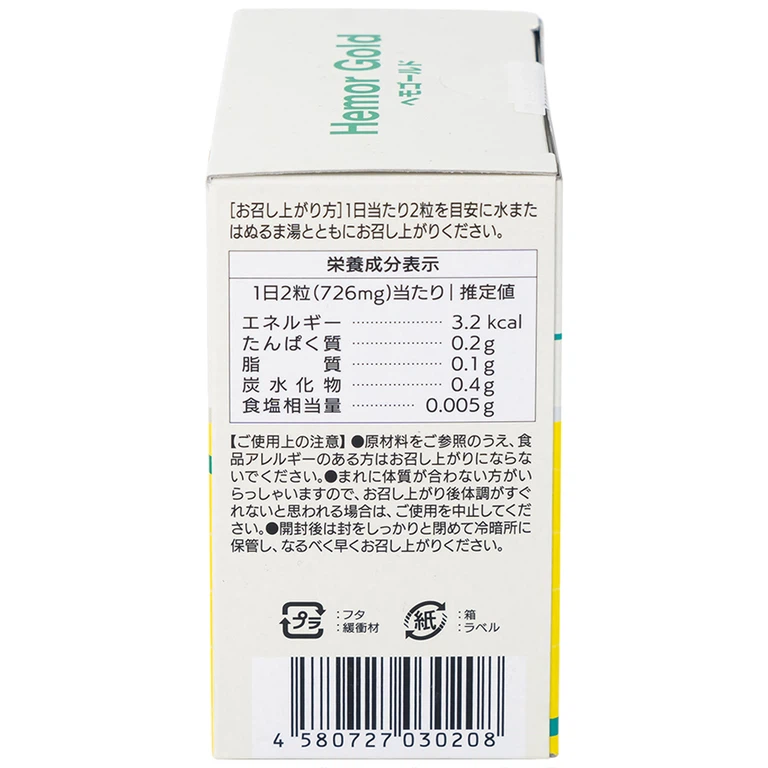 Hemor Gold
ヘモゴールド
[お召し上がり方]1日当たり2粒を目安に水また
はぬるま湯とともにお召し上がりください。
栄養成分表示
1日2粒(726mg)当たり|推定値
エネルギー ………………… 3.2 kcal
たんぱく質 ………………… 0.2g
脂質 ………………… 0.1g
炭水化物 ………………… 0.4g
食塩相当量 ………… 0.005g
【ご使用上の注意】●原材料をご参照のうえ、食
品アレルギーのある方はお召し上がりにならな
いでください。●まれに体質が合わない方がい
らっしゃいますので、お召し上がり後体調がすぐ
れないと思われる場合は、ご使用を中止してくだ
さい。●開封後は封をしっかりと閉めて冷暗所に
保管し、なるべく早くお召し上がりください。
プラ :フタ :緩衝材
紙 :箱 :ラベル
4 580727 030208